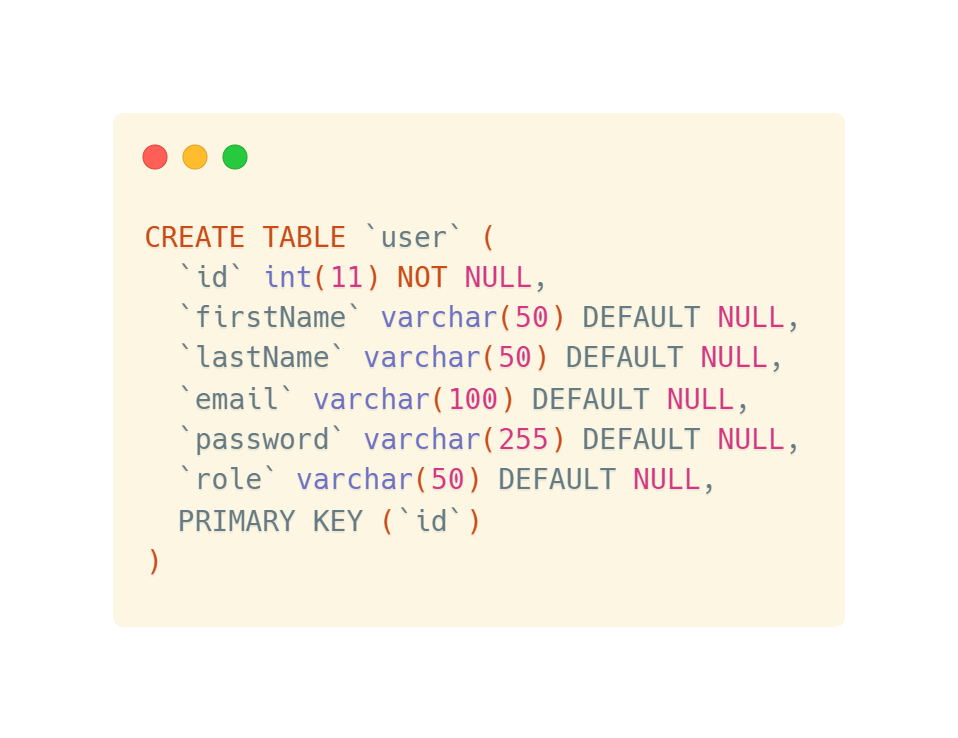 CREATE TABLE `user` (
  `id` int(11) NOT NULL,
  `firstName` varchar(50) DEFAULT NULL,
  `lastName` varchar(50) DEFAULT NULL,
  `email` varchar(100) DEFAULT NULL,
  `password` varchar(255) DEFAULT NULL,
  `role` varchar(50) DEFAULT NULL,
  PRIMARY KEY (`id`)
)